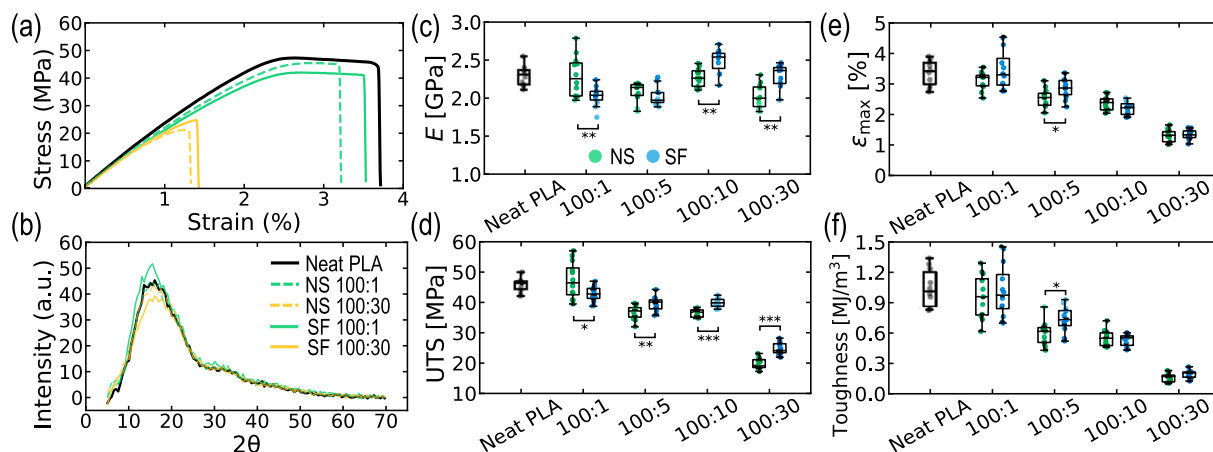 (a)
Stress (MPa)
60
50
40
30
20
10
0
1
2
3
4
Strain (%)
(b)
Intensity (a.u.)
60
50
40
30
20
10
0
0
10
20
30
40
50
60
70
2θ
Neat PLA
NS 100:1
NS 100:30
SF 100:1
SF 100:30
(c)
E [GPa]
3.0
2.5
2.0
1.5
1.0
**
**
**
NS
SF
Neat PLA
100:1
100:5
100:10
100:30
(d)
UTS [MPa]
60
50
40
30
20
10
*
**
***
***
Neat PLA
100:1
100:5
100:10
100:30
(e)
εmax [%]
5
4
3
2
1
0
*
Neat PLA
100:1
100:5
100:10
100:30
(f)
Toughness [MJ/m³]
1.5
1.2
0.9
0.6
0.3
0.0
*
Neat PLA
100:1
100:5
100:10
100:30